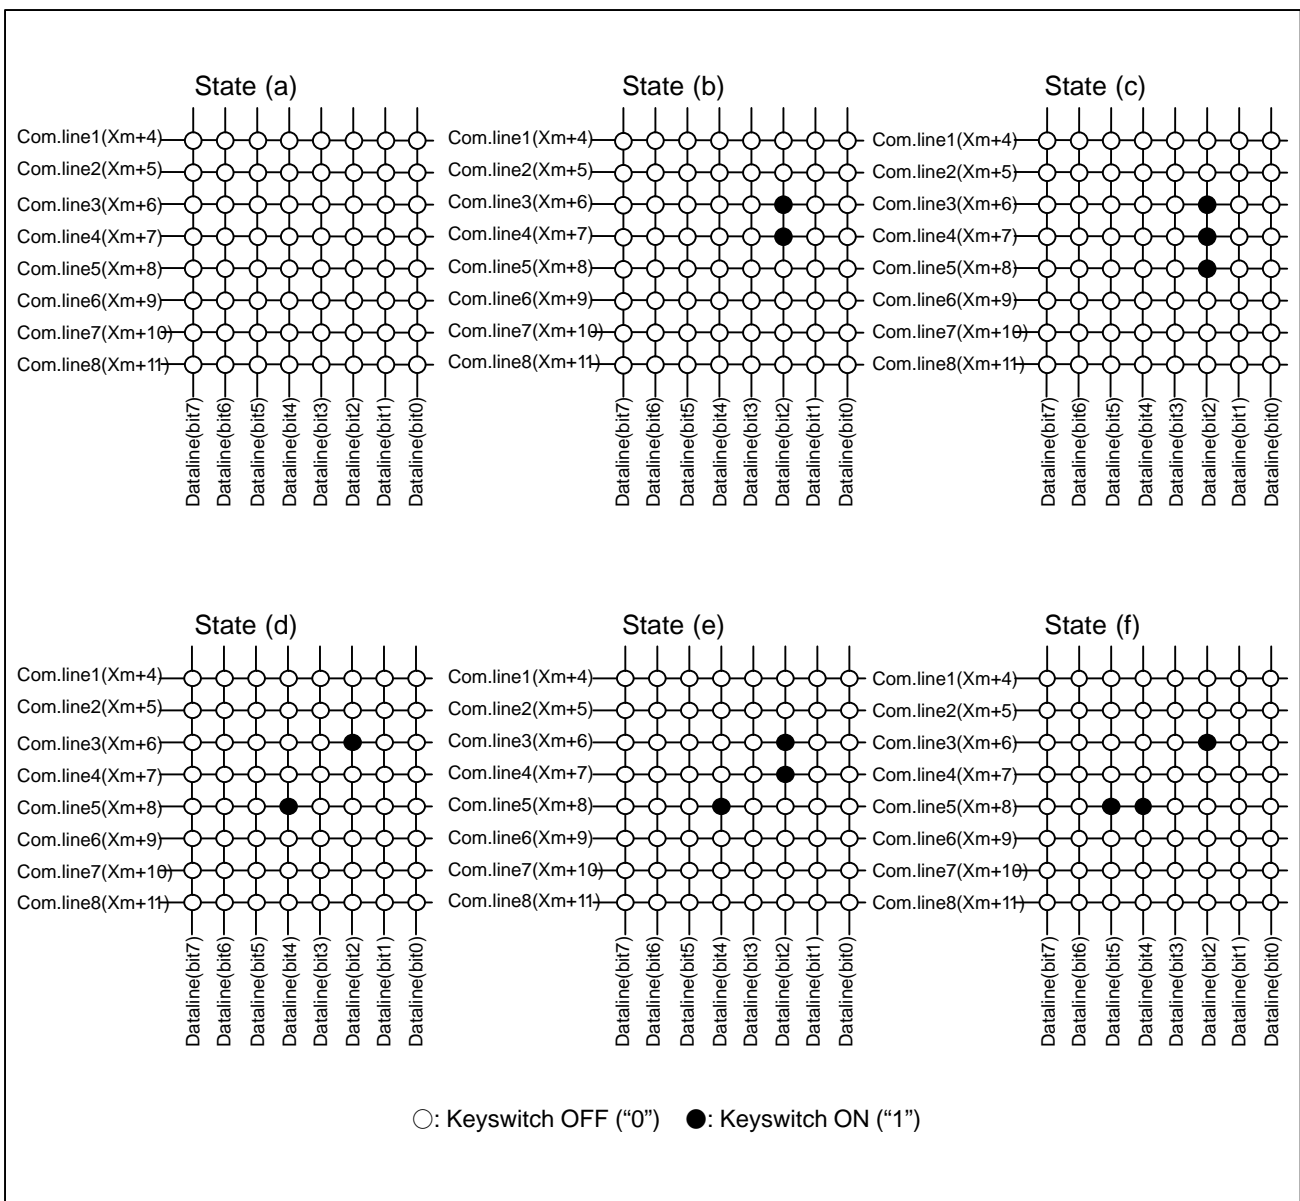 State (a)
Com.line1(Xm+4)
Com.line2(Xm+5)
Com.line3(Xm+6)
Com.line4(Xm+7)
Com.line5(Xm+8)
Com.line6(Xm+9)
Com.line7(Xm+10)
Com.line8(Xm+11)
Dataline(bit7)
Dataline(bit6)
Dataline(bit5)
Dataline(bit4)
Dataline(bit3)
Dataline(bit2)
Dataline(bit1)
Dataline(bit0)
State (b)
Com.line1(Xm+4)
Com.line2(Xm+5)
Com.line3(Xm+6)
Com.line4(Xm+7)
Com.line5(Xm+8)
Com.line6(Xm+9)
Com.line7(Xm+10)
Com.line8(Xm+11)
Dataline(bit7)
Dataline(bit6)
Dataline(bit5)
Dataline(bit4)
Dataline(bit3)
Dataline(bit2)
Dataline(bit1)
Dataline(bit0)
State (c)
Com.line1(Xm+4)
Com.line2(Xm+5)
Com.line3(Xm+6)
Com.line4(Xm+7)
Com.line5(Xm+8)
Com.line6(Xm+9)
Com.line7(Xm+10)
Com.line8(Xm+11)
Dataline(bit7)
Dataline(bit6)
Dataline(bit5)
Dataline(bit4)
Dataline(bit3)
Dataline(bit2)
Dataline(bit1)
Dataline(bit0)
State (d)
Com.line1(Xm+4)
Com.line2(Xm+5)
Com.line3(Xm+6)
Com.line4(Xm+7)
Com.line5(Xm+8)
Com.line6(Xm+9)
Com.line7(Xm+10)
Com.line8(Xm+11)
Dataline(bit7)
Dataline(bit6)
Dataline(bit5)
Dataline(bit4)
Dataline(bit3)
Dataline(bit2)
Dataline(bit1)
Dataline(bit0)
State (e)
Com.line1(Xm+4)
Com.line2(Xm+5)
Com.line3(Xm+6)
Com.line4(Xm+7)
Com.line5(Xm+8)
Com.line6(Xm+9)
Com.line7(Xm+10)
Com.line8(Xm+11)
Dataline(bit7)
Dataline(bit6)
Dataline(bit5)
Dataline(bit4)
Dataline(bit3)
Dataline(bit2)
Dataline(bit1)
Dataline(bit0)
State (f)
Com.line1(Xm+4)
Com.line2(Xm+5)
Com.line3(Xm+6)
Com.line4(Xm+7)
Com.line5(Xm+8)
Com.line6(Xm+9)
Com.line7(Xm+10)
Com.line8(Xm+11)
Dataline(bit7)
Dataline(bit6)
Dataline(bit5)
Dataline(bit4)
Dataline(bit3)
Dataline(bit2)
Dataline(bit1)
Dataline(bit0)
○: Keyswitch OFF (“0”) ●: Keyswitch ON (“1”)